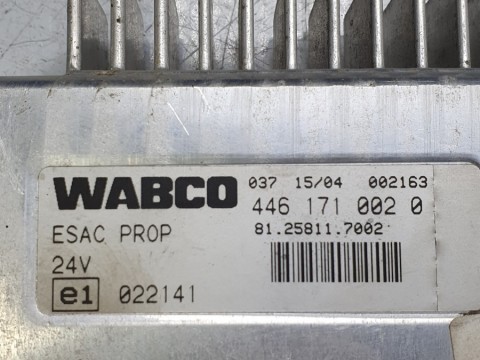 WABCO 037 15/04 002163
446 171 002 0
ESAC PROP 81.25811.7002
24V
e1 022141